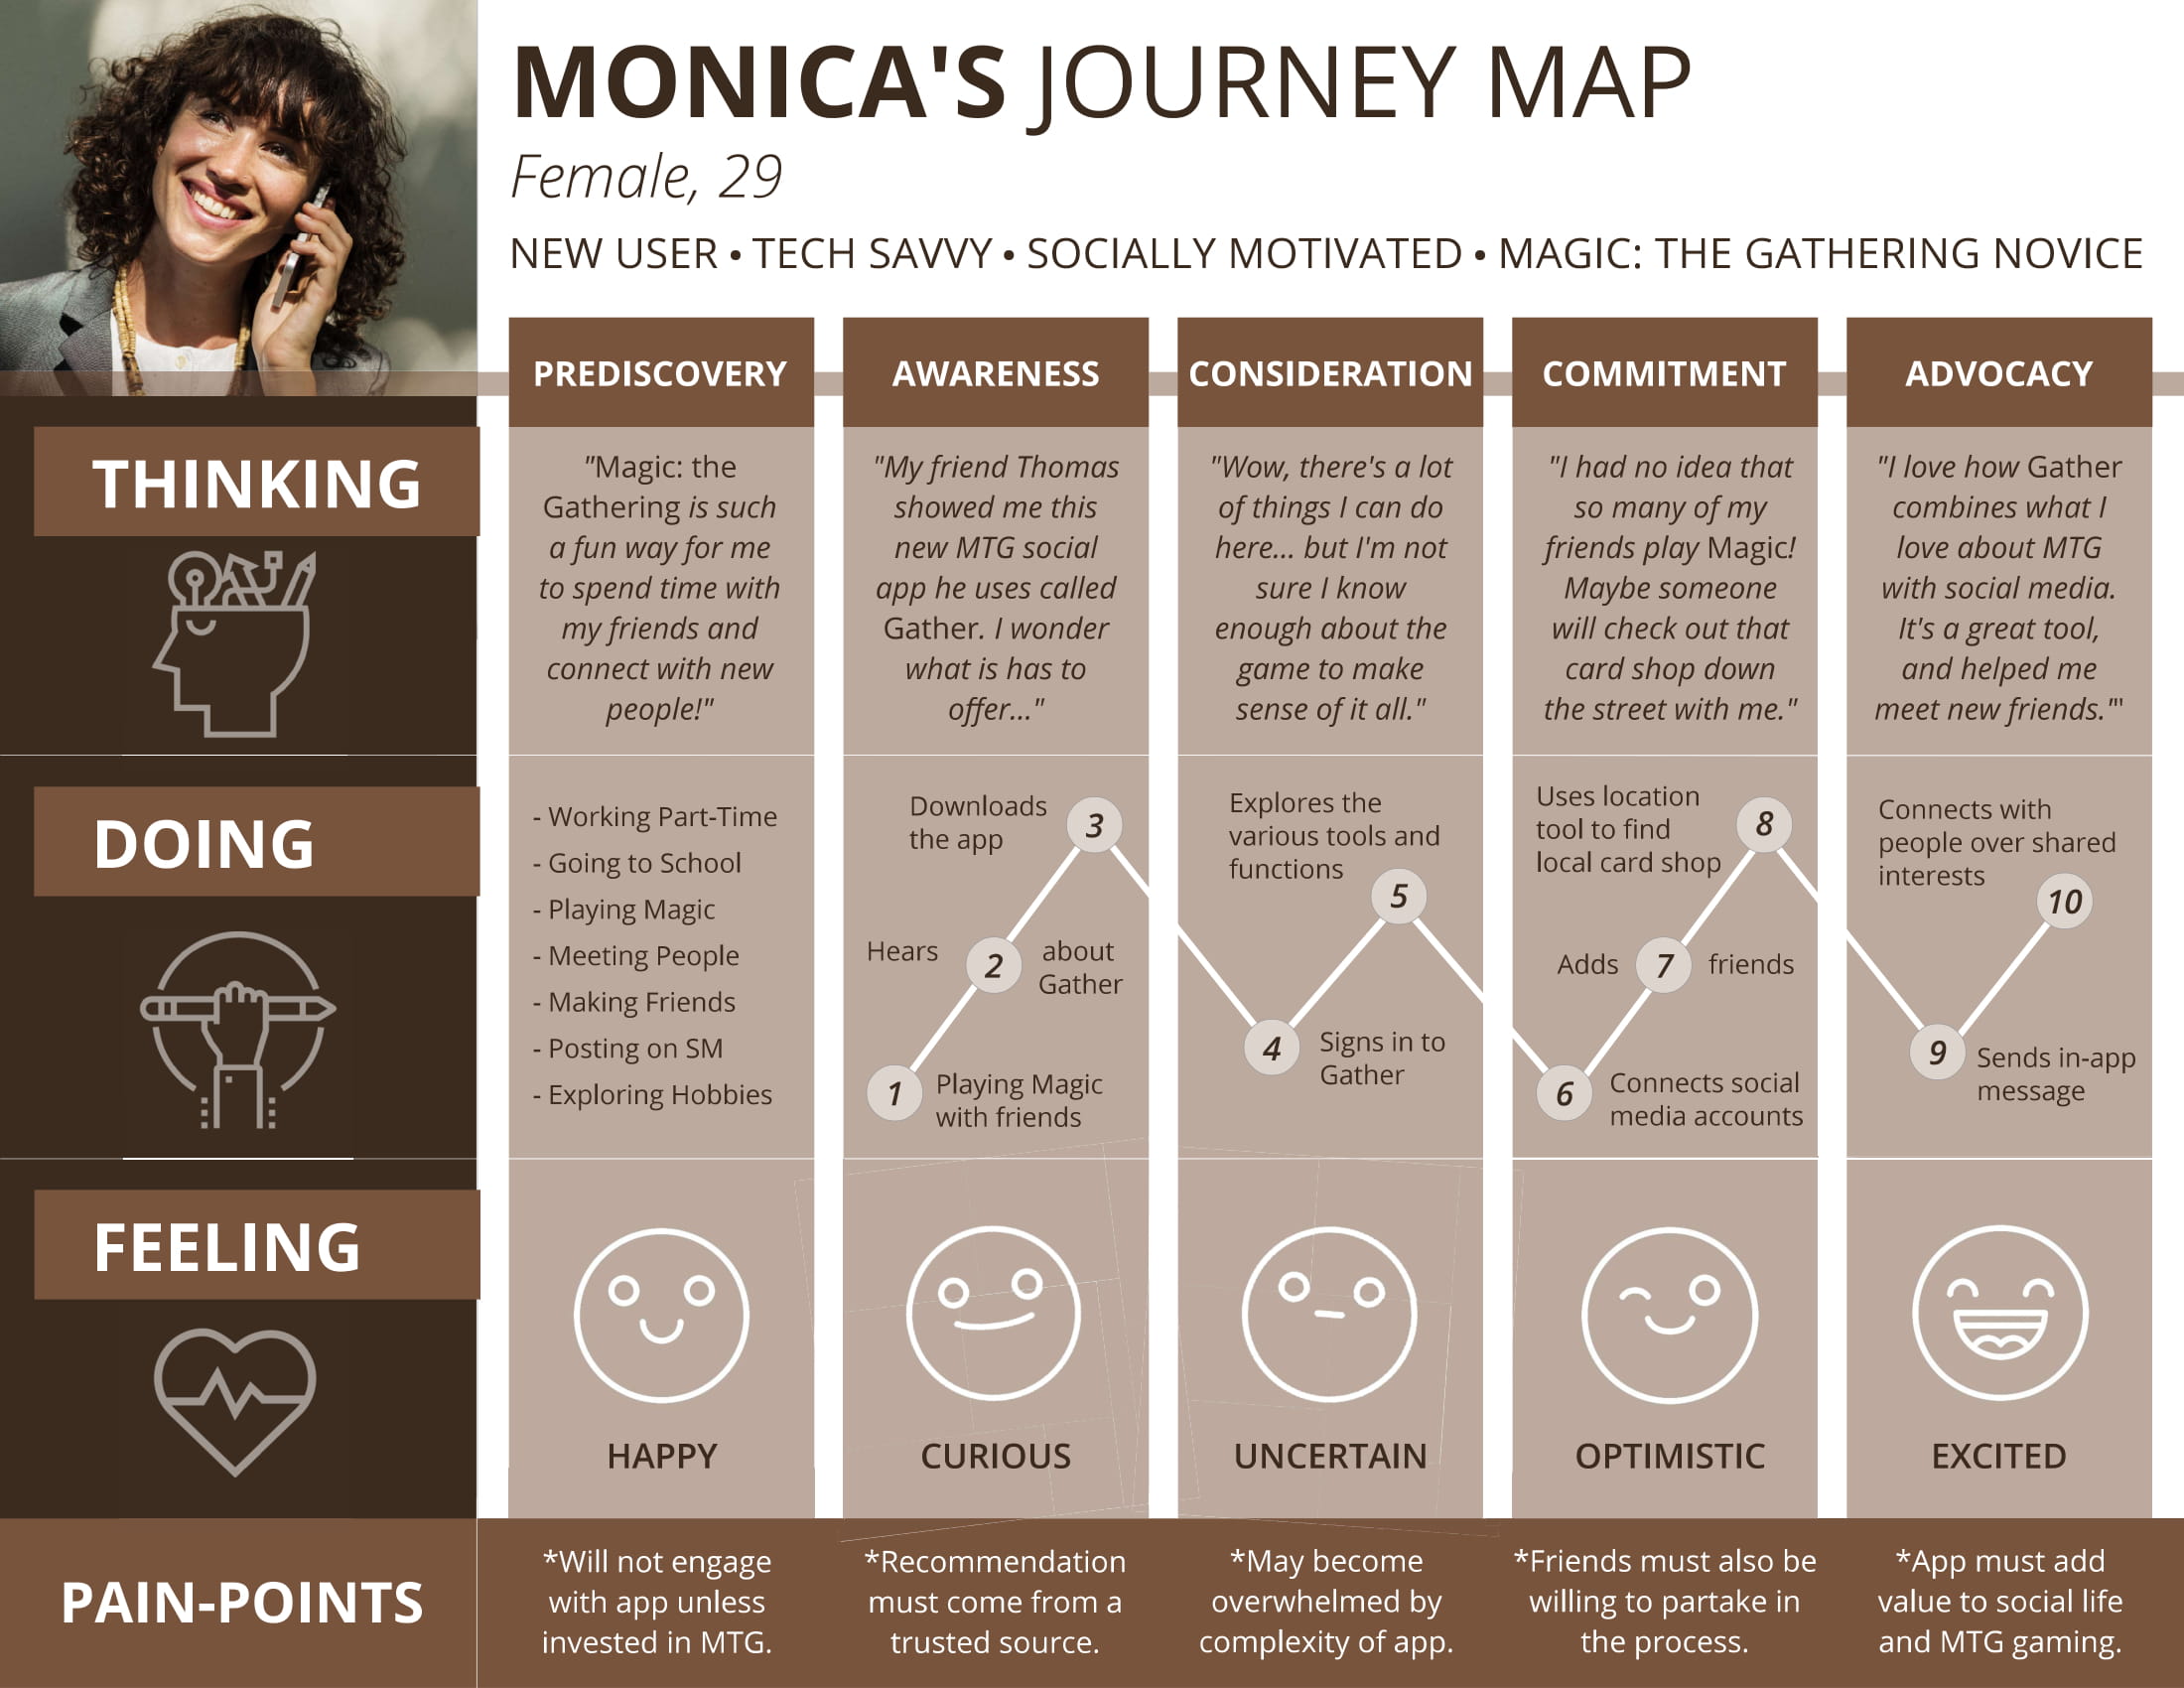 MONICA'S JOURNEY MAP
Female, 29
NEW USER • TECH SAVVY • SOCIALLY MOTIVATED • MAGIC: THE GATHERING NOVICE
PREDISCOVERY
AWARENESS
CONSIDERATION
COMMITMENT
ADVOCACY
THINKING
"Magic: the
Gathering is such
a fun way for me
to spend time with
my friends and
connect with new
people!"
"My friend Thomas
showed me this
new MTG social
app he uses called
Gather. I wonder
what is has to
offer..."
"Wow, there's a lot
of things I can do
here... but I'm not
sure I know
enough about the
game to make
sense of it all."
"I had no idea that
so many of my
friends play Magic!
Maybe someone
will check out that
card shop down
the street with me."
"I love how Gather
combines what I
love about MTG
with social media.
It's a great tool,
and helped me
meet new friends."'
DOING
- Working Part-Time
- Going to School
- Playing Magic
- Meeting People
- Making Friends
- Posting on SM
- Exploring Hobbies
Downloads
the app
3
Hears 2 about
Gather
1
Playing Magic
with friends
Explores the
various tools and
functions
5
4
Signs in to
Gather
Uses location
tool to find
local card shop
8
Adds 7 friends
6
Connects social
media accounts
Connects with
people over shared
interests
10
9
Sends in-app
message
FEELING
HAPPY
CURIOUS
UNCERTAIN
OPTIMISTIC
EXCITED
PAIN-POINTS
*Will not engage
with app unless
invested in MTG.
*Recommendation
must come from a
trusted source.
*May become
overwhelmed by
complexity of app.
*Friends must also be
willing to partake in
the process.
*App must add
value to social life
and MTG gaming.